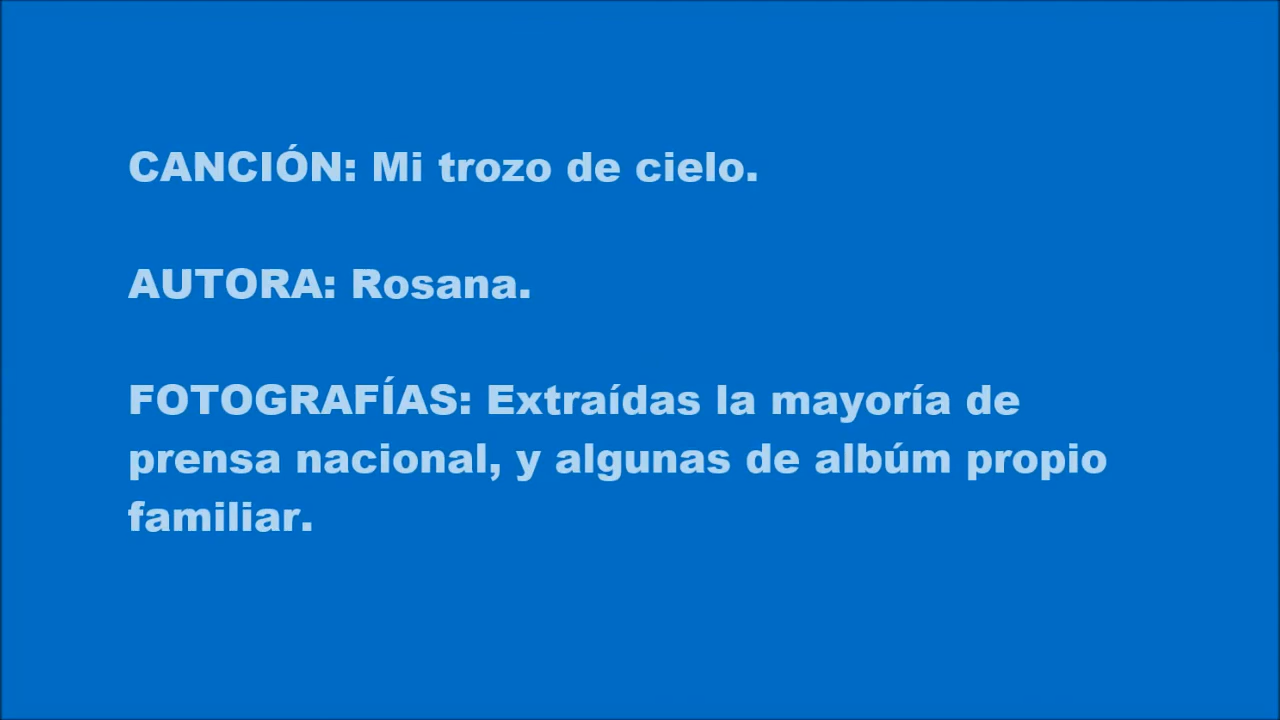 CANCIÓN: Mi trozo de cielo.
AUTORA: Rosana.
FOTOGRAFÍAS: Extraídas la mayoría de
prensa nacional, y algunas de albúm propio
familiar.